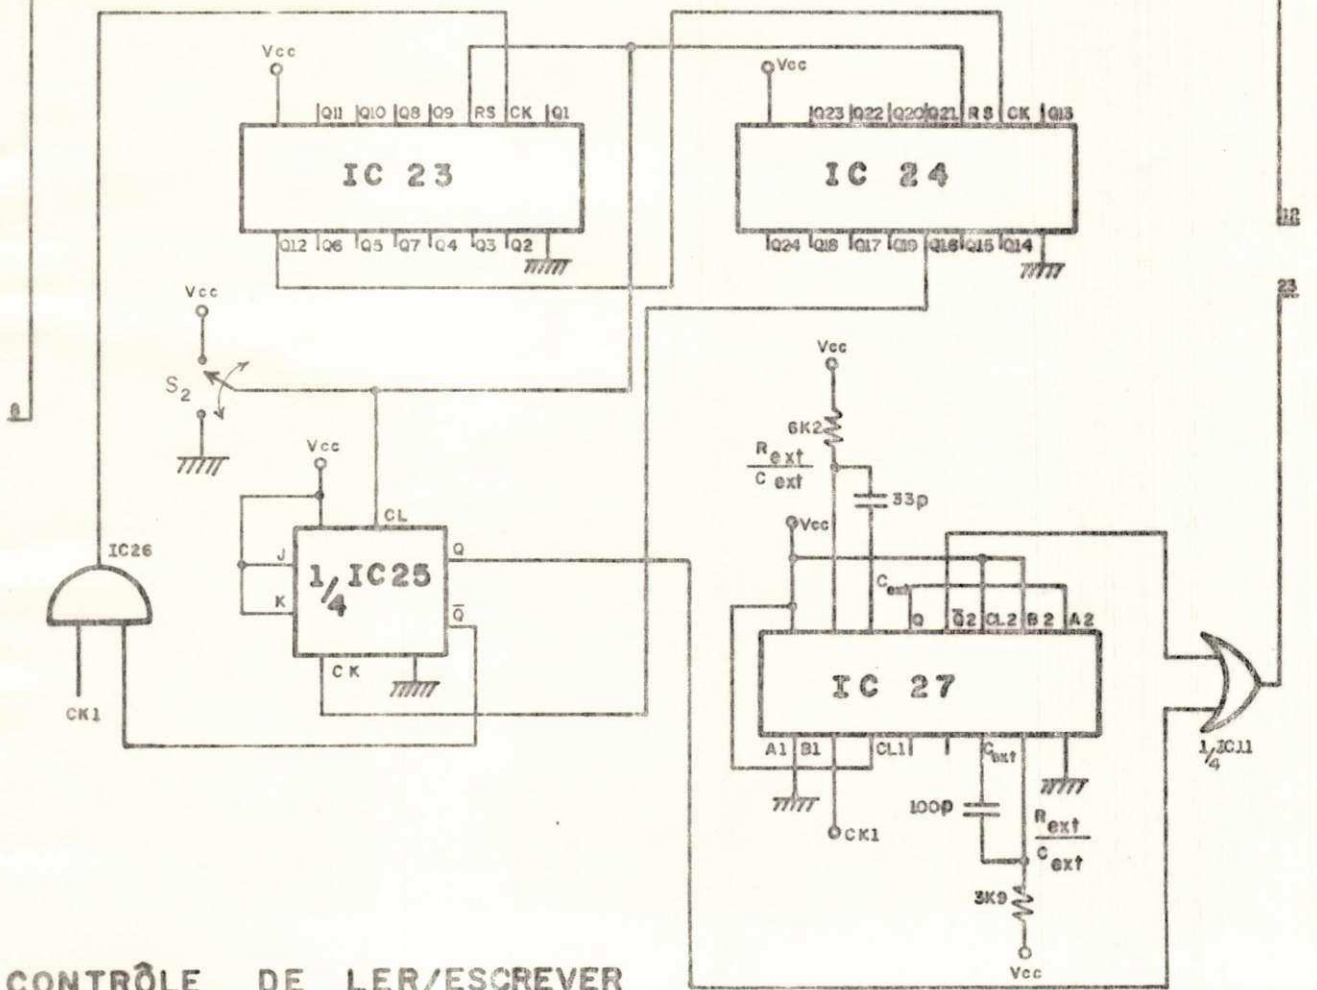 Vcc
Vcc
Q11 Q10 Q8 Q9 RS CK Q1
Q23 Q22 Q20 Q21 RS CK Q13
IC 23
IC 24
Q12 Q6 Q5 Q7 Q4 Q3 Q2
Q24 Q18 Q17 Q19 Q16 Q15 Q14
12
23
Vcc
S2
8
Vcc
6K2
Rext
Cext
33p
Vcc
Vcc
CL
J
K
Q
Q̅
1/4 IC25
CK
IC26
CK1
Cext
Q Q̅2 CL2 B2 A2
IC 27
A1 B1 CL1 Cext
1/4 IC11
CK1
100p
Rext
Cext
3K9
Vcc
CONTRÔLE DE LER/ESCREVER